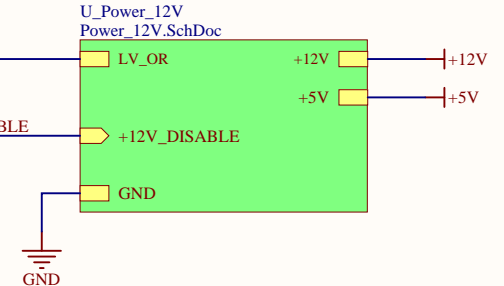 U_Power_12V
Power_12V.SchDoc
LV_OR
+12V
+12V
+5V
+5V
BLE
+12V_DISABLE
GND
GND